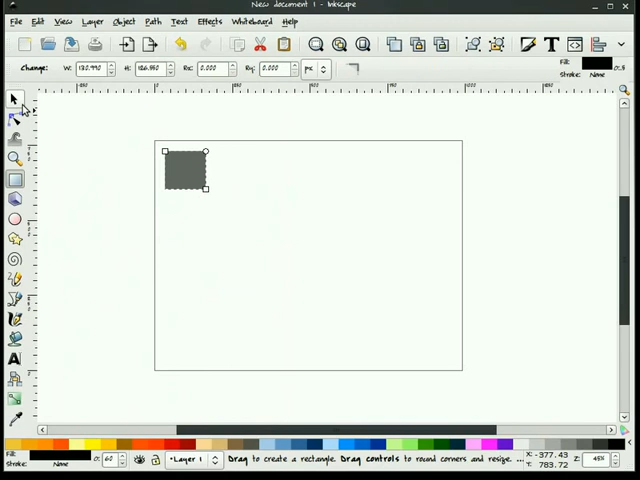 New document 1 - Inkscape
File Edit View Layer Object Path Text Effects Whiteboard Help
Change: W: H: Rx: 0.000 Ry: 0.000 px Fill: Stroke: None
Fill: Stroke: None O: 60 •Layer 1 Drag to create a rectangle. Drag controls to round corners and resize, ... X: -377.43 Y: 783.72 Z: 45%